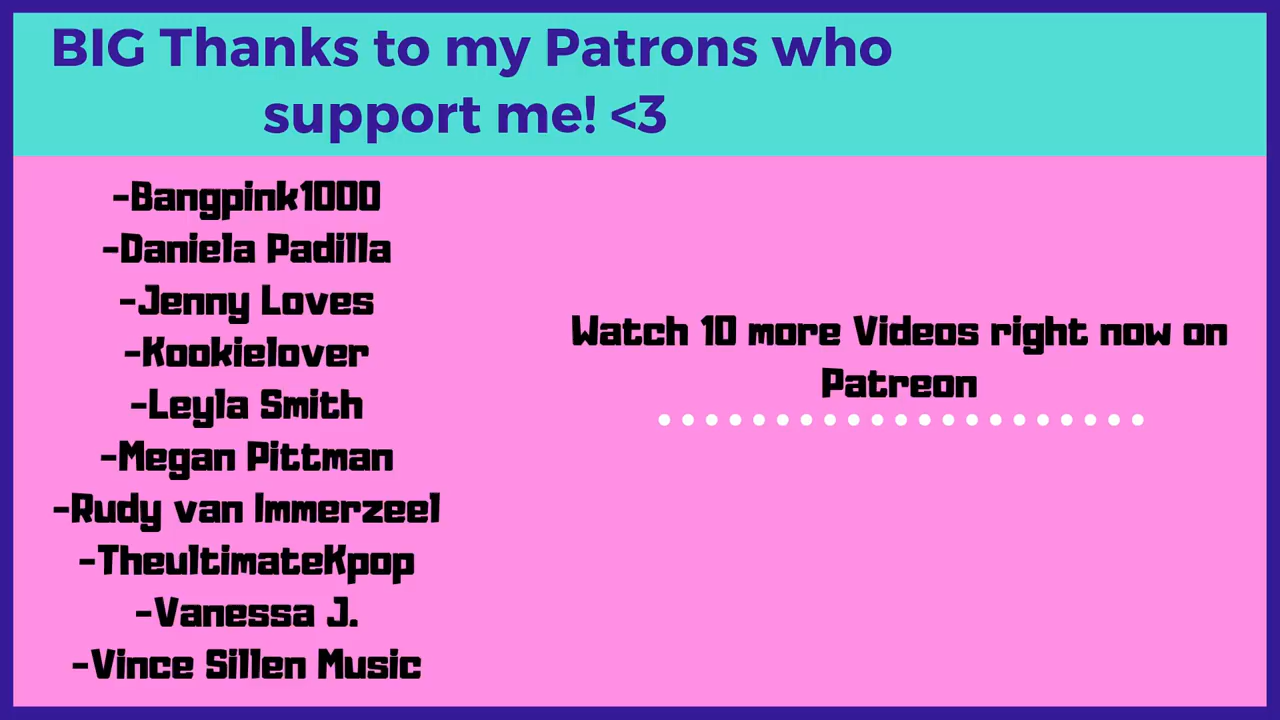 BIG Thanks to my Patrons who
support me! <3
-Bangpink1000
-Daniela Padilla
-Jenny Loves
-Kookielover
-Leyla Smith
-Megan Pittman
-Rudy van Immerzeel
-TheultimateKpop
-Vanessa J.
-Vince Sillen Music
Watch 10 more Videos right now on
Patreon